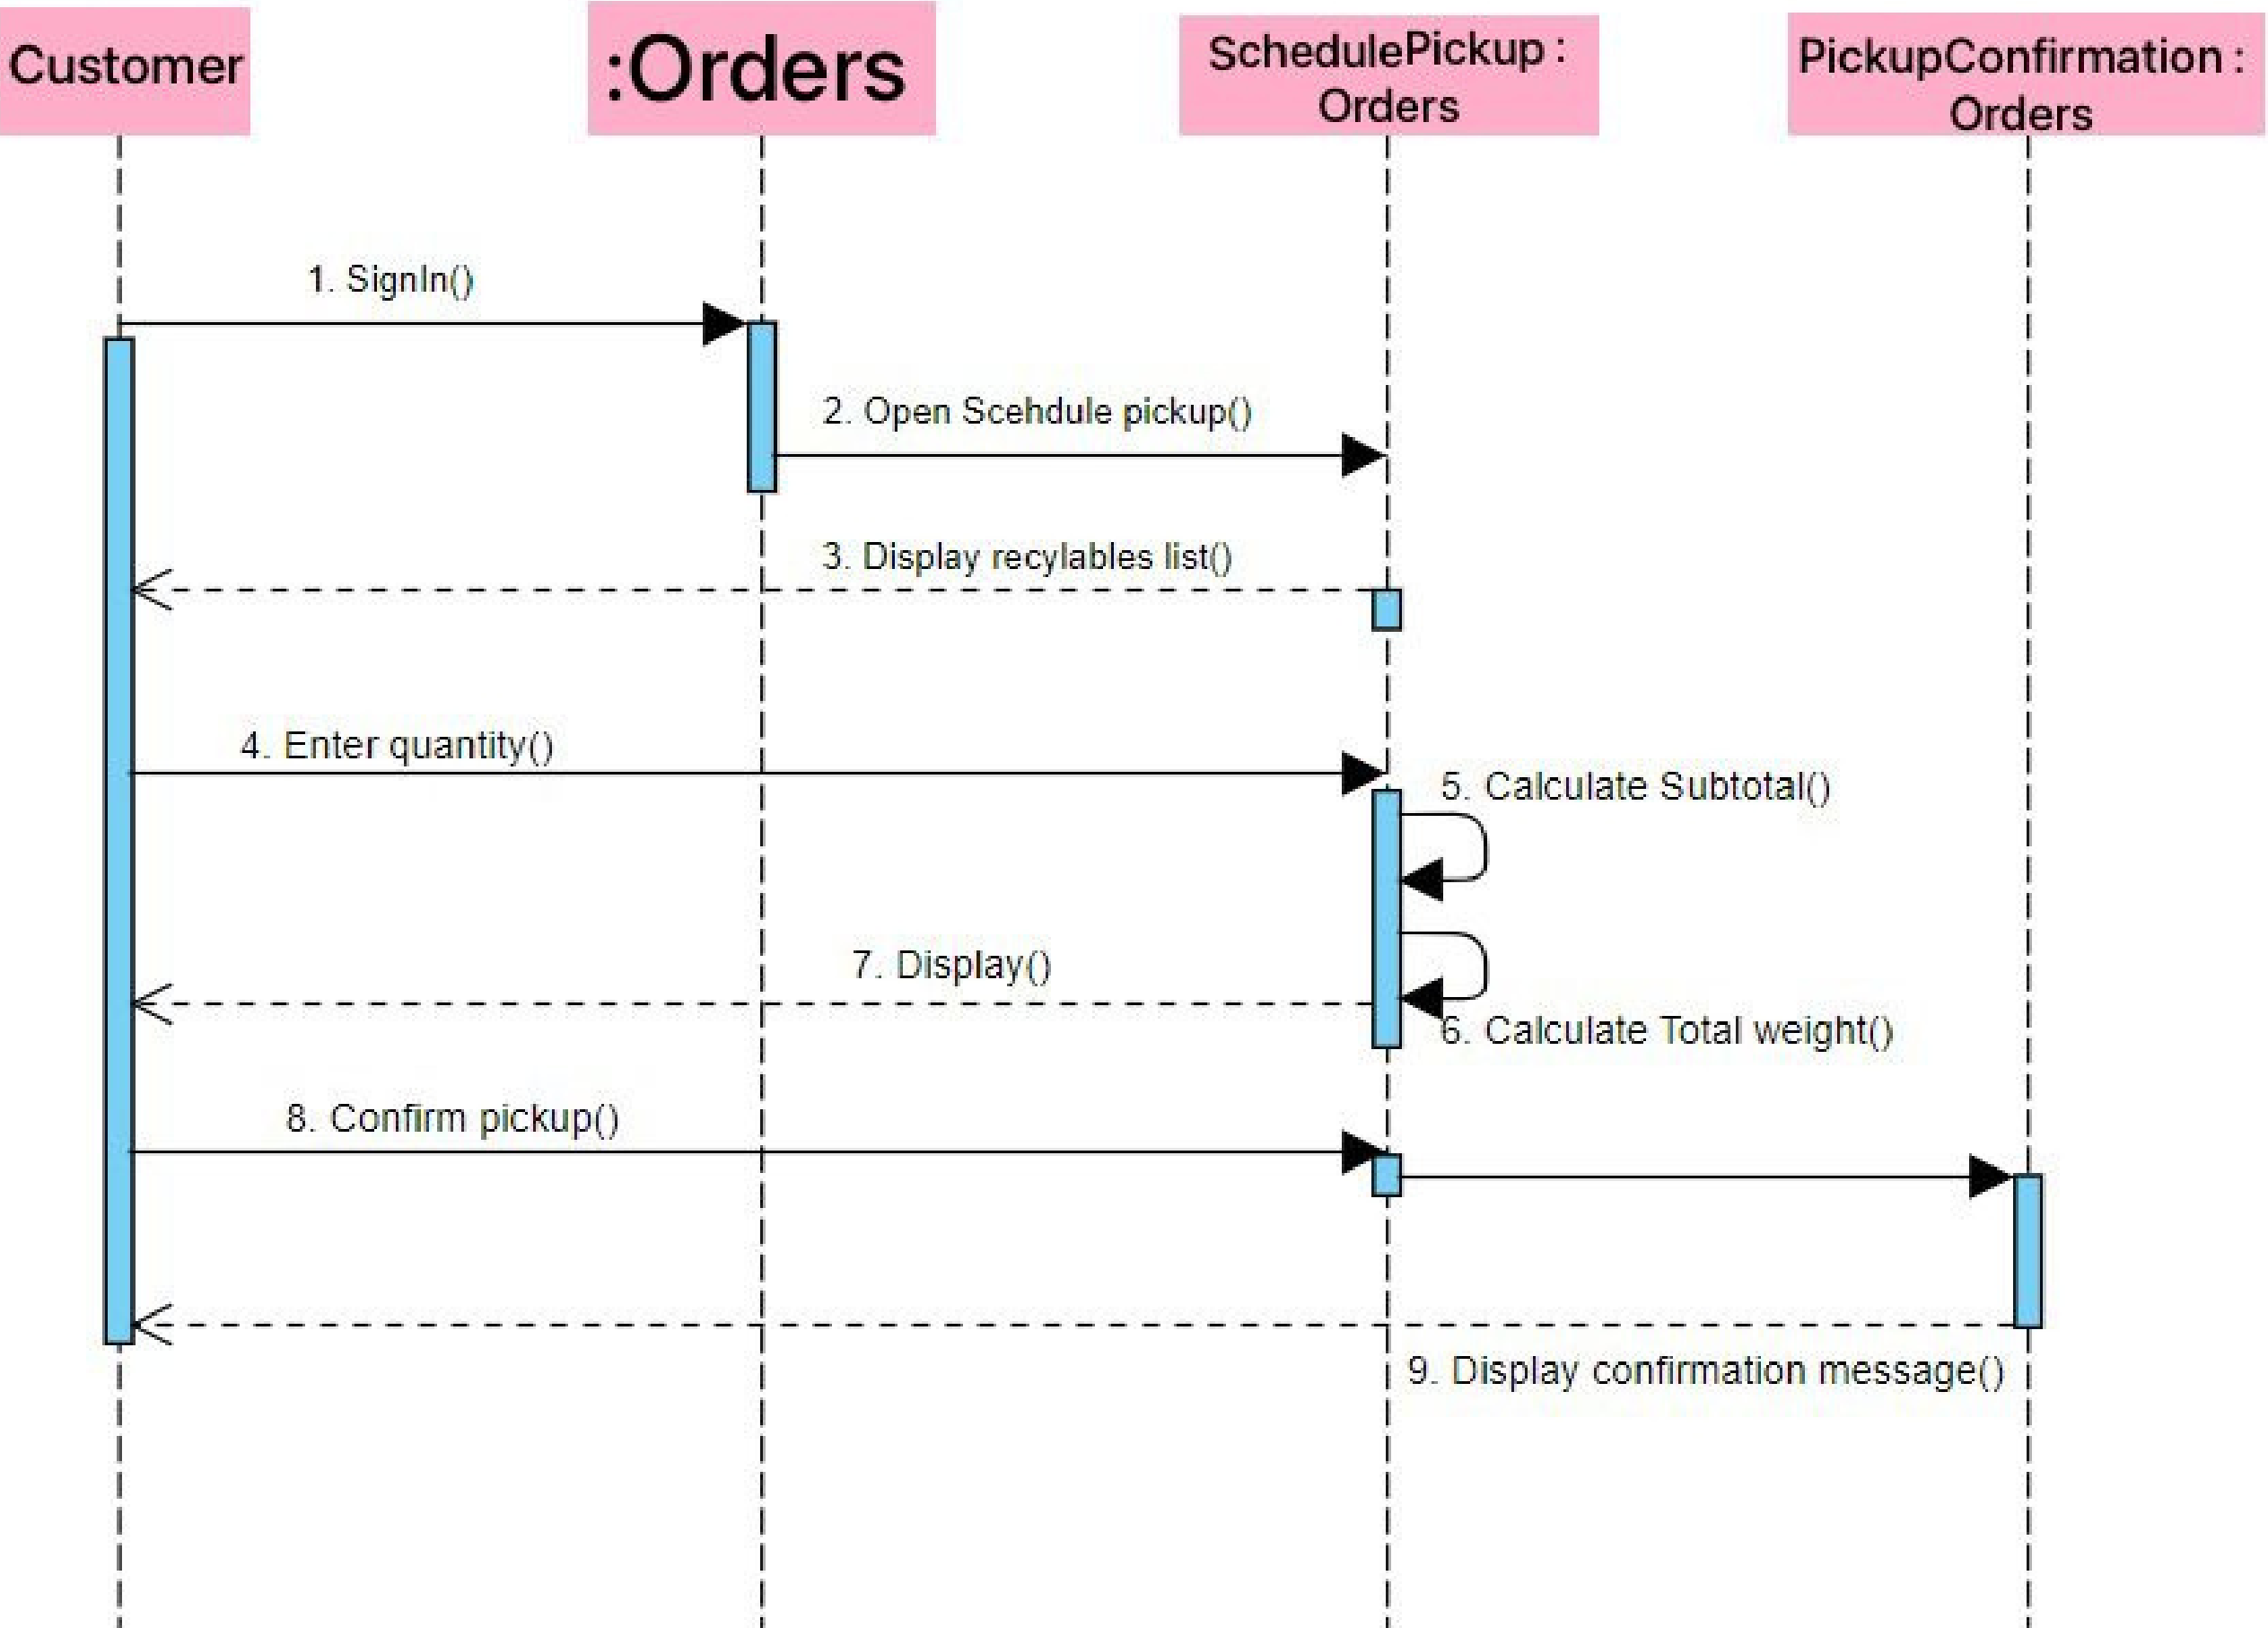 Customer
:Orders
SchedulePickup :
Orders
PickupConfirmation :
Orders
1. SignIn()
2. Open Scehdule pickup()
3. Display recylables list()
4. Enter quantity()
5. Calculate Subtotal()
7. Display()
6. Calculate Total weight()
8. Confirm pickup()
9. Display confirmation message()